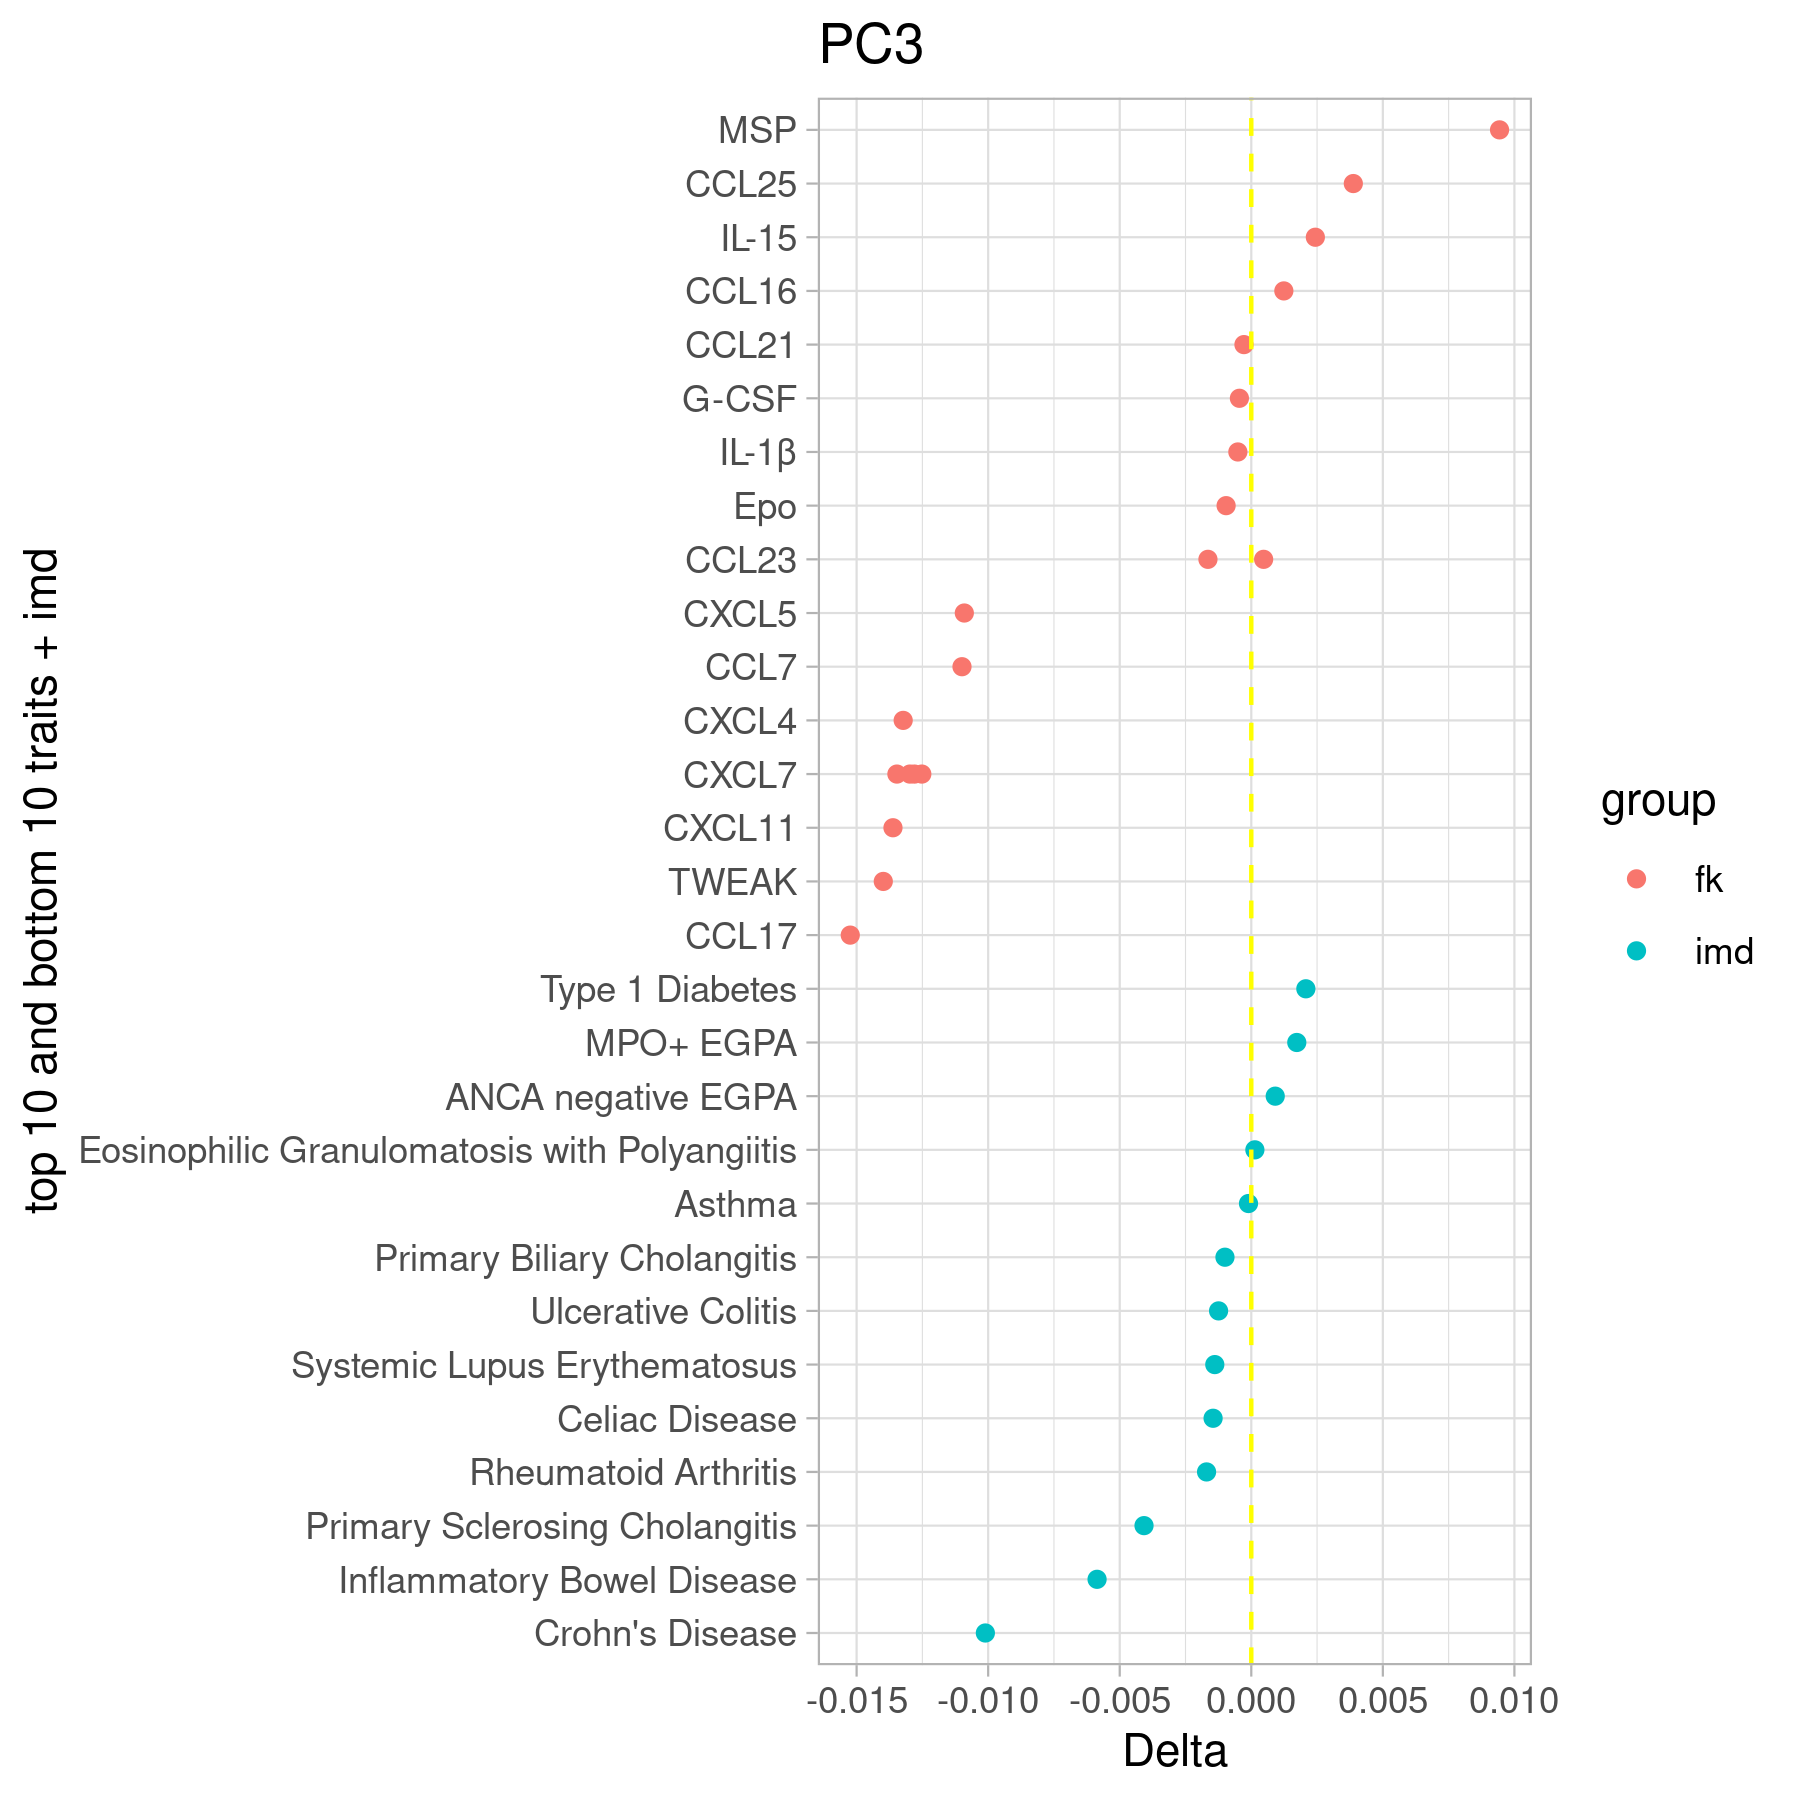 PC3
top 10 and bottom 10 traits + imd
MSP
CCL25
IL-15
CCL16
CCL21
G-CSF
IL-1β
Epo
CCL23
CXCL5
CCL7
CXCL4
CXCL7
CXCL11
TWEAK
CCL17
Type 1 Diabetes
MPO+ EGPA
ANCA negative EGPA
Eosinophilic Granulomatosis with Polyangiitis
Asthma
Primary Biliary Cholangitis
Ulcerative Colitis
Systemic Lupus Erythematosus
Celiac Disease
Rheumatoid Arthritis
Primary Sclerosing Cholangitis
Inflammatory Bowel Disease
Crohn's Disease
-0.015 -0.010 -0.005 0.000 0.005 0.010
Delta
group
fk
imd